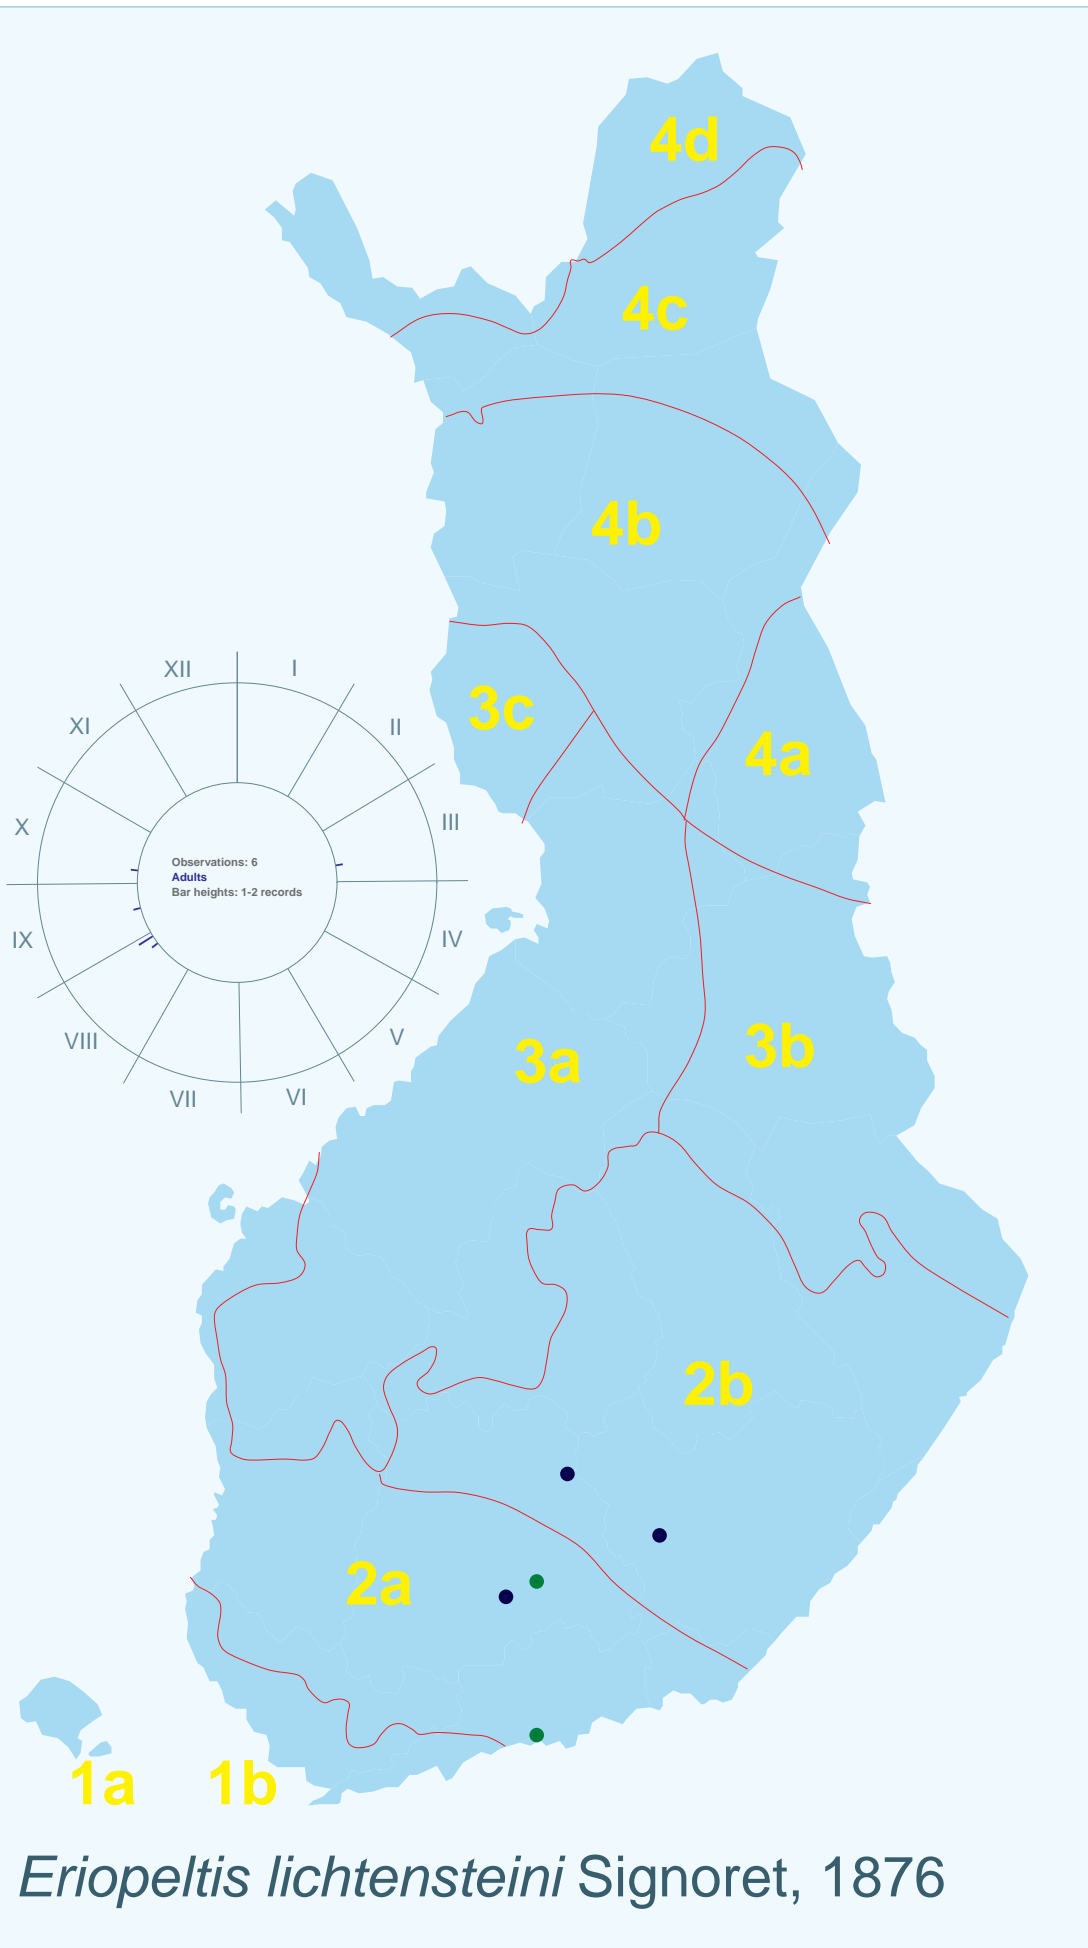 4d
4c
4b
3c
4a
XII
I
XI
II
X
III
Observations: 6
Adults
Bar heights: 1-2 records
IX
IV
VIII
V
VII
VI
3a
3b
2b
2a
1a
1b
Eriopeltis lichtensteini Signoret, 1876